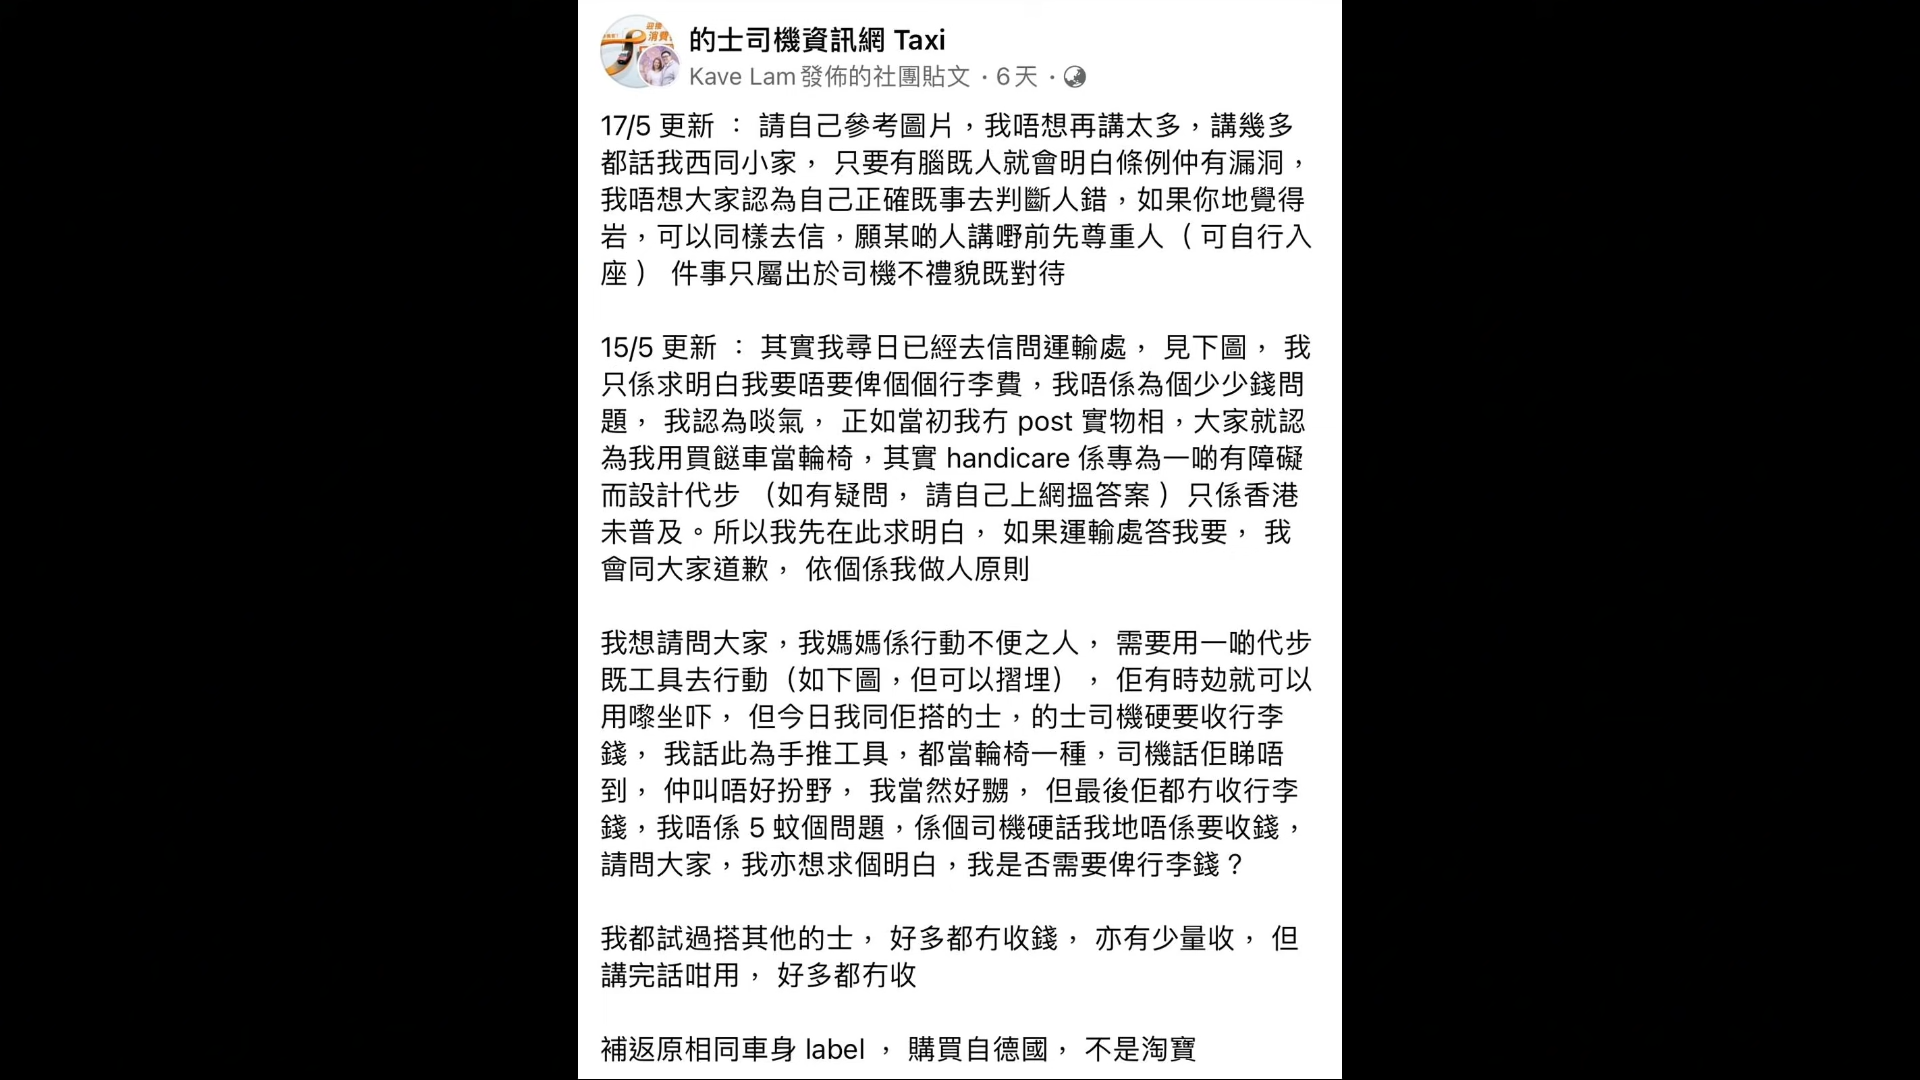 的士司機資訊網 Taxi
Kave Lam發佈的社團貼文 · 6天 ·
17/5 更新 ： 請自己參考圖片，我唔想再講太多，講幾多
都話我西同小家， 只要有腦既人就會明白條例仲有漏洞，
我唔想大家認為自己正確既事去判斷人錯，如果你地覺得
岩，可以同樣去信，願某啲人講嘢前先尊重人（ 可自行入
座 ） 件事只屬出於司機不禮貌既對待
15/5 更新 ： 其實我尋日已經去信問運輸處， 見下圖， 我
只係求明白我要唔要俾個個行李費，我唔係為個少少錢問
題， 我認為啖氣， 正如當初我冇 post 實物相，大家就認
為我用買餸車當輪椅，其實 handicare 係專為一啲有障礙
而設計代步 （如有疑問， 請自己上網搵答案 ） 只係香港
未普及。所以我先在此求明白， 如果運輸處答我要， 我
會同大家道歉， 依個係我做人原則
我想請問大家，我媽媽係行動不便之人， 需要用一啲代步
既工具去行動（如下圖，但可以摺埋）， 佢有時攰就可以
用嚟坐吓， 但今日我同佢搭的士，的士司機硬要收行李
錢， 我話此為手推工具，都當輪椅一種，司機話佢睇唔
到， 仲叫唔好扮野， 我當然好嬲， 但最後佢都冇收行李
錢，我唔係 5 蚊個問題，係個司機硬話我地唔係要收錢，
請問大家，我亦想求個明白，我是否需要俾行李錢？
我都試過搭其他的士， 好多都冇收錢， 亦有少量收， 但
講完話咁用， 好多都冇收
補返原相同車身 label ， 購買自德國， 不是淘寶